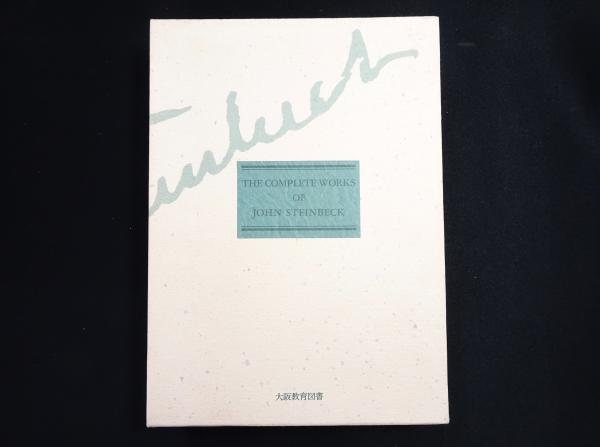 THE COMPLETE WORKS
OF
JOHN STEINBECK
大阪教育図書